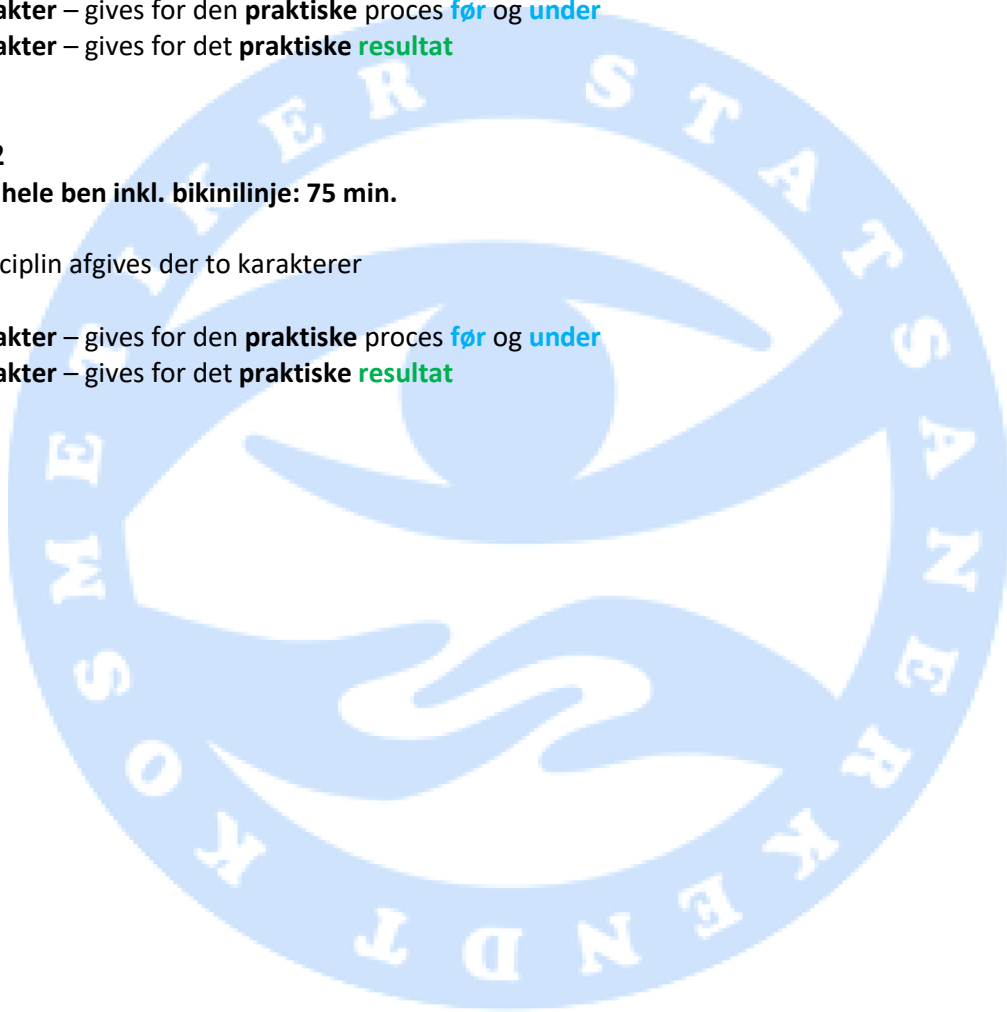 akter – gives for den praktiske proces før og under
akter – gives for det praktiske resultat
2
hele ben inkl. bikinilinje: 75 min.
ciplin afgives der to karakterer
akter – gives for den praktiske proces før og under
akter – gives for det praktiske resultat
STATSANERKENDT KOSMETIKER